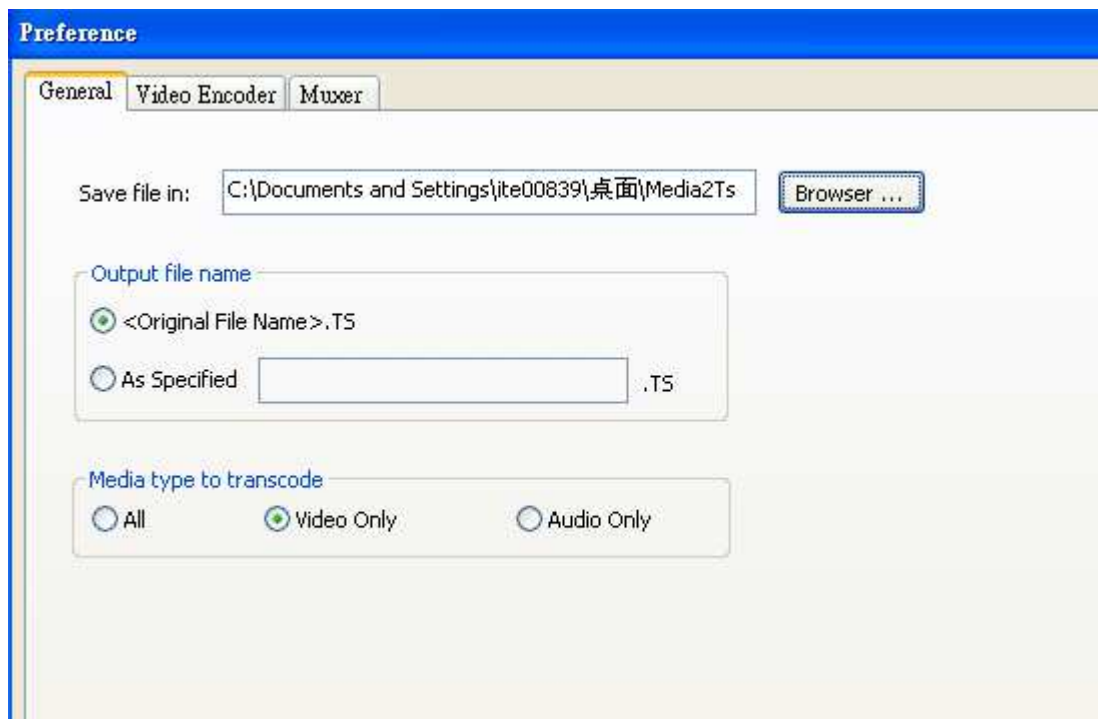 Preference
General Video Encoder Muxer
Save file in: C:\Documents and Settings\ite00839\桌面\Media2Ts Browser ...
Output file name
<Original File Name>.TS
As Specified .TS
Media type to transcode
All Video Only Audio Only